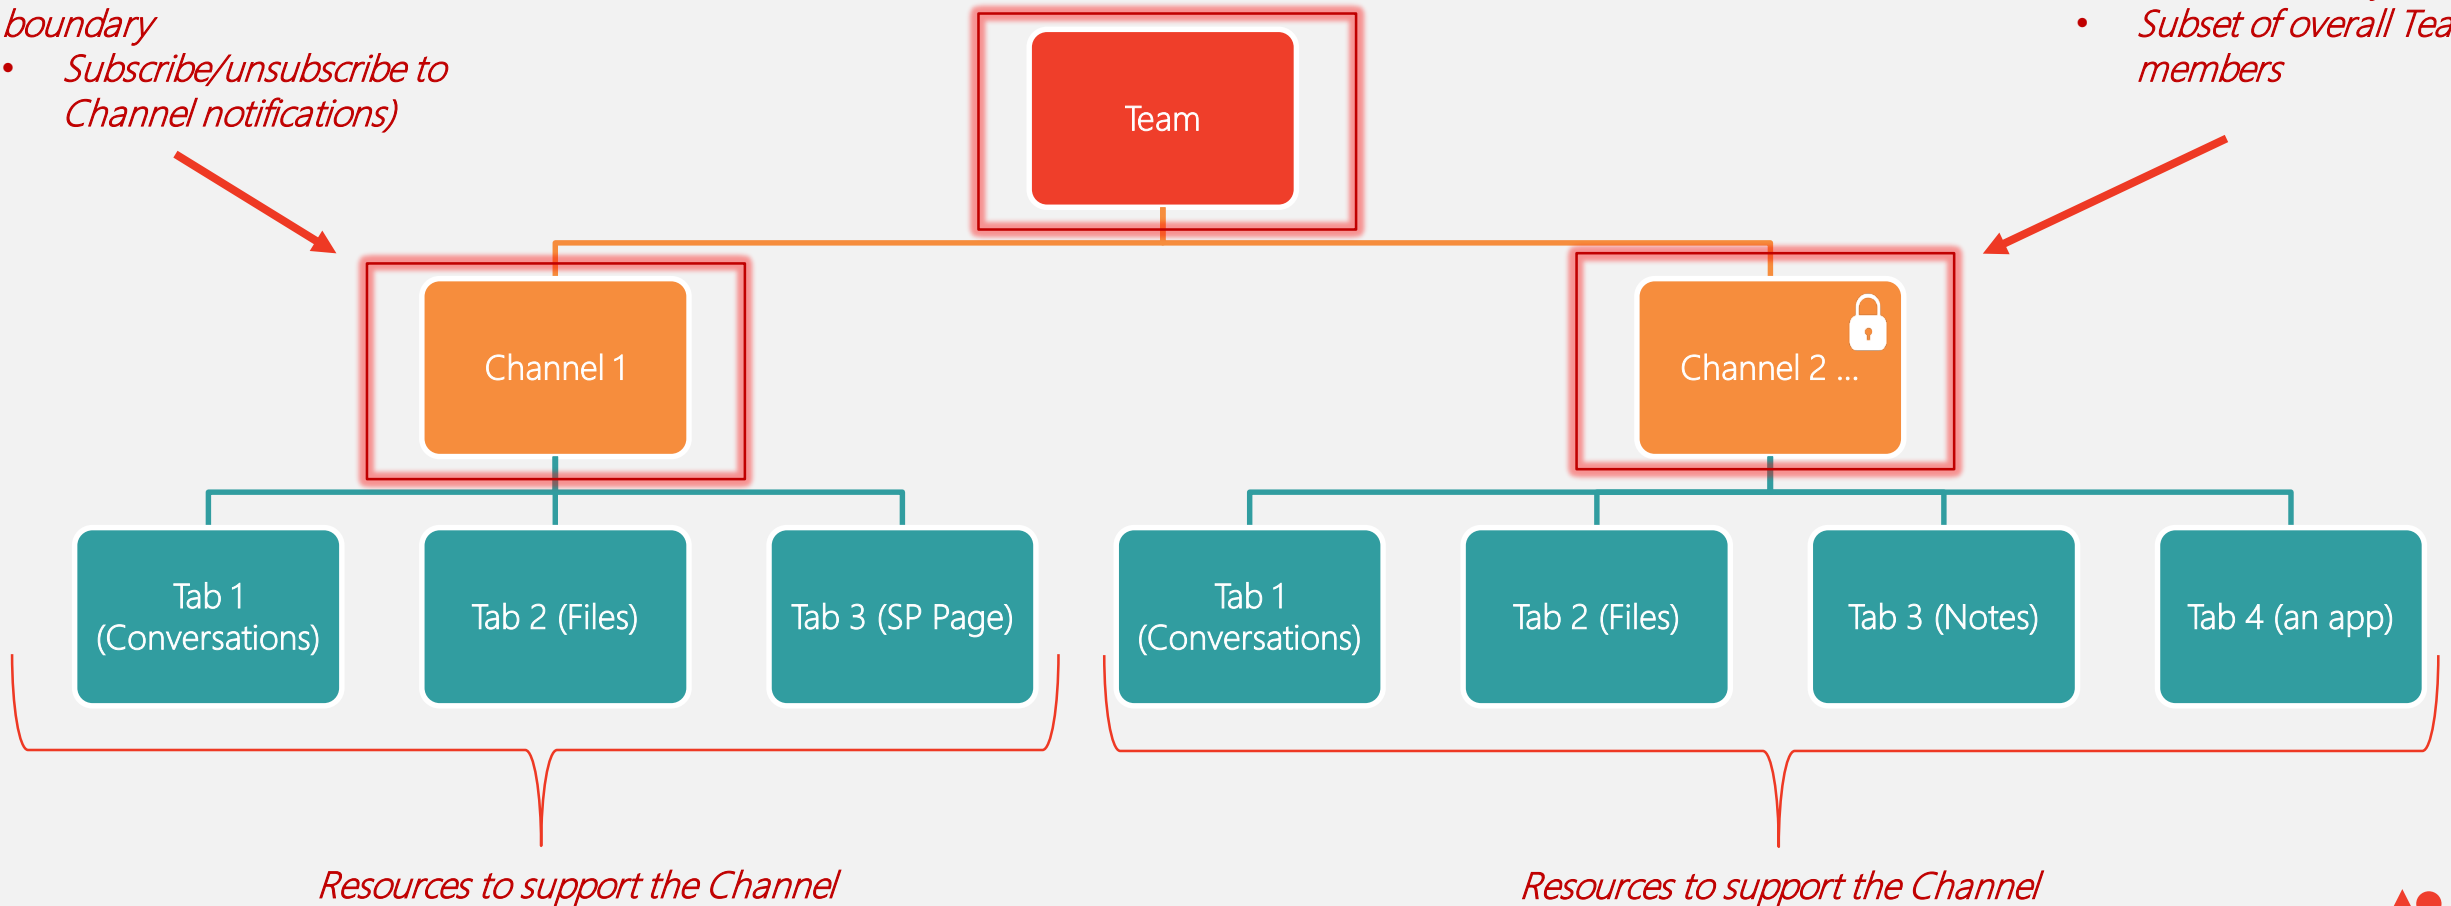 boundary
• Subscribe/unsubscribe to
Channel notifications)
• Subset of overall
members
Team
Channel 1
Channel 2 ...
Tab 1
(Conversations)
Tab 2 (Files)
Tab 3 (SP Page)
Tab 1
(Conversations)
Tab 2 (Files)
Tab 3 (Notes)
Tab 4 (an app)
Resources to support the Channel
Resources to support the Channel